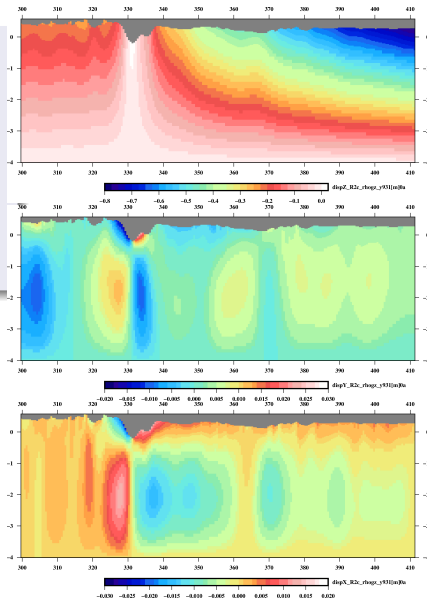 300 310 320 330 340 350 360 370 380 390 400 410
0
−1
−2
−3
−4
300 310 320 330 340 350 360 370 380 390 400 410
−0.8 −0.7 −0.6 −0.5 −0.4 −0.3 −0.2 −0.1 0.0
dispZ_R2c_rhogz_y931[m]0a
300 310 320 330 340 350 360 370 380 390 400 410
0
−1
−2
−3
−4
300 310 320 330 340 350 360 370 380 390 400 410
−0.020 −0.015 −0.010 −0.005 0.000 0.005 0.010 0.015 0.020 0.025 0.030
dispY_R2c_rhogz_y931[m]0a
300 310 320 330 340 350 360 370 380 390 400 410
0
−1
−2
−3
−4
300 310 320 330 340 350 360 370 380 390 400 410
−0.030 −0.025 −0.020 −0.015 −0.010 −0.005 0.000 0.005 0.010 0.015 0.020
dispX_R2c_rhogz_y931[m]0a